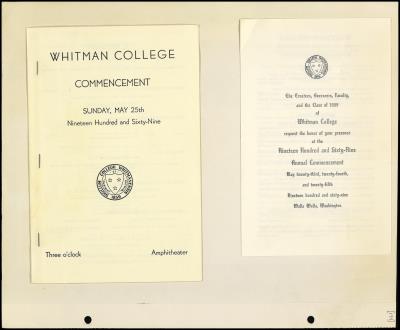 WHITMAN COLLEGE
COMMENCEMENT
SUNDAY, MAY 25th
Nineteen Hundred and Sixty-Nine
Three o'clock Amphitheater
The Trustees, Overseers, Faculty,
and the Class of 1969
of
Whitman College
request the honor of your presence
at the
Nineteen Hundred and Sixty-Nine
Annual Commencement
May twenty-third, twenty-fourth,
and twenty-fifth
Nineteen hundred and sixty-nine
Walla Walla, Washington